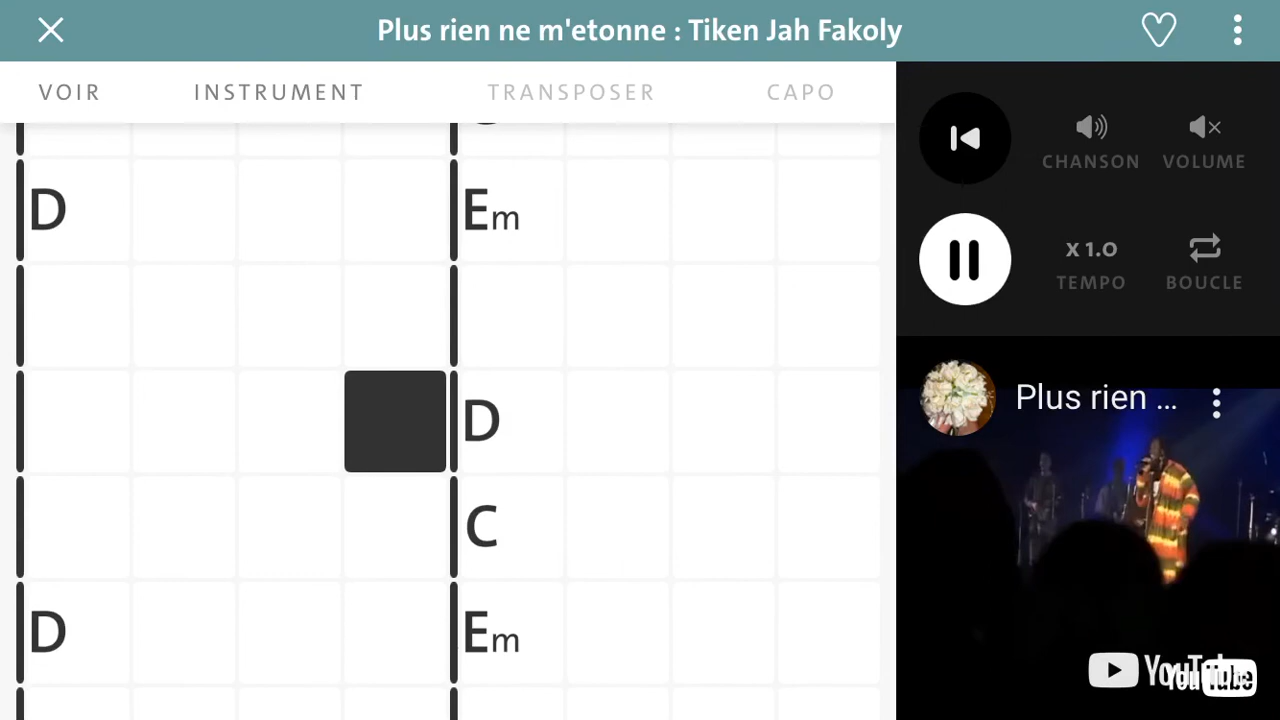 Plus rien ne m'etonne : Tiken Jah Fakoly
VOIR INSTRUMENT TRANSPOSER CAPO
D Em
D
C
D Em
CHANSON VOLUME
X 1.0
TEMPO BOUCLE
Plus rien ...
YouTube
YouTube